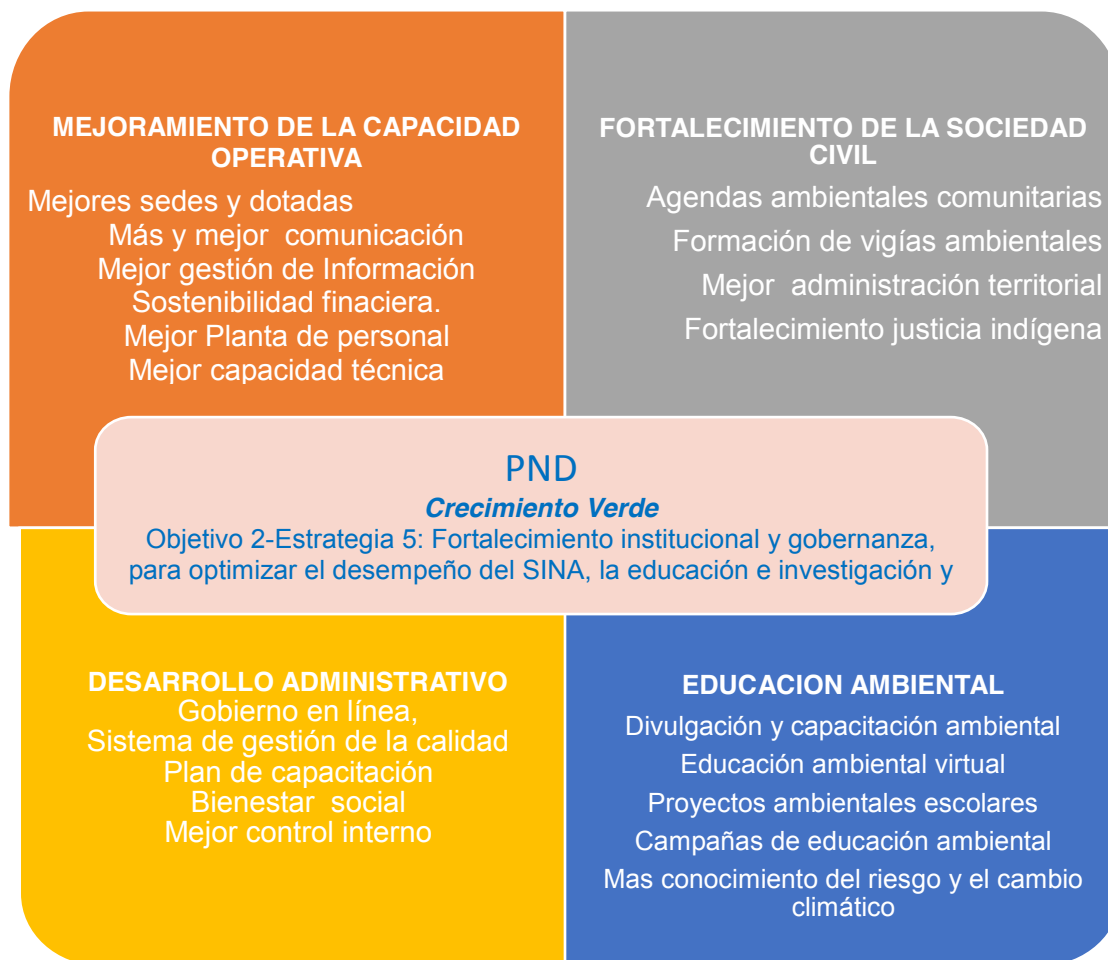 MEJORAMIENTO DE LA CAPACIDAD
OPERATIVA
Mejores sedes y dotadas
Más y mejor comunicación
Mejor gestión de Información
Sostenibilidad finaciera.
Mejor Planta de personal
Mejor capacidad técnica
FORTALECIMIENTO DE LA SOCIEDAD
CIVIL
Agendas ambientales comunitarias
Formación de vigías ambientales
Mejor administración territorial
Fortalecimiento justicia indígena
PND
Crecimiento Verde
Objetivo 2-Estrategia 5: Fortalecimiento institucional y gobernanza,
para optimizar el desempeño del SINA, la educación e investigación y
DESARROLLO ADMINISTRATIVO
Gobierno en línea,
Sistema de gestión de la calidad
Plan de capacitación
Bienestar social
Mejor control interno
EDUCACION AMBIENTAL
Divulgación y capacitación ambiental
Educación ambiental virtual
Proyectos ambientales escolares
Campañas de educación ambiental
Mas conocimiento del riesgo y el cambio
climático